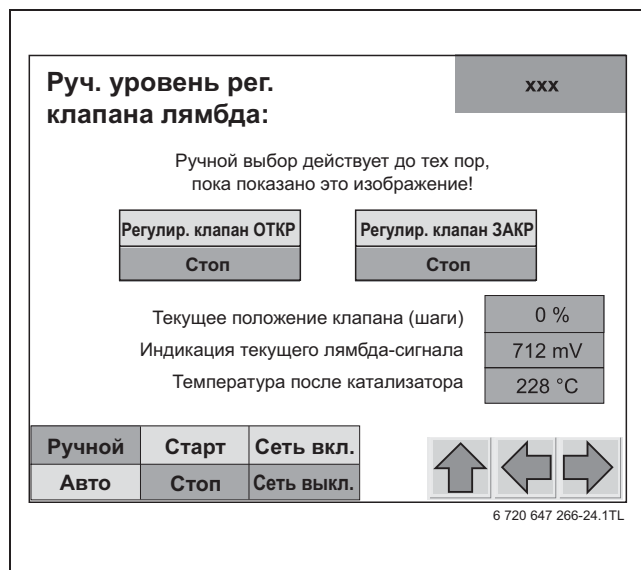 Руч. уровень рег.
клапана лямбда:
xxx
Ручной выбор действует до тех пор,
пока показано это изображение!
Регулир. клапан ОТКР
Стоп
Регулир. клапан ЗАКР
Стоп
Текущее положение клапана (шаги)
0 %
Индикация текущего лямбда-сигнала
712 mV
Температура после катализатора
228 °C
Ручной
Старт
Сеть вкл.
Авто
Стоп
Сеть выкл.
6 720 647 266-24.1TL